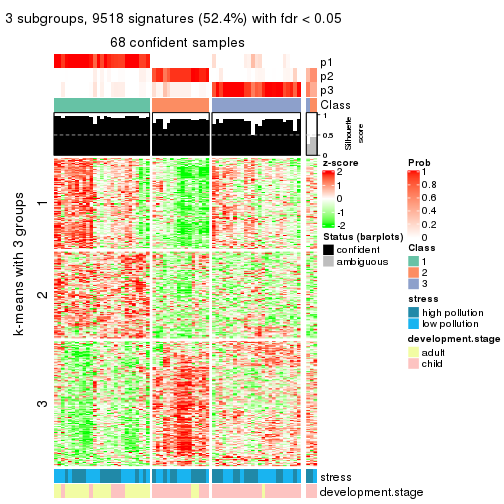 3 subgroups, 9518 signatures (52.4%) with fdr < 0.05
68 confident samples
p1
p2
p3
Class
1
0.5
0
Silhouette
score
k-means with 3 groups
1
2
3
z-score
2
1
0
-1
-2
Status (barplots)
confident
ambiguous
Prob
1
0.8
0.6
0.4
0.2
0
Class
1
2
3
stress
high pollution
low pollution
development.stage
adult
child
stress
development.stage